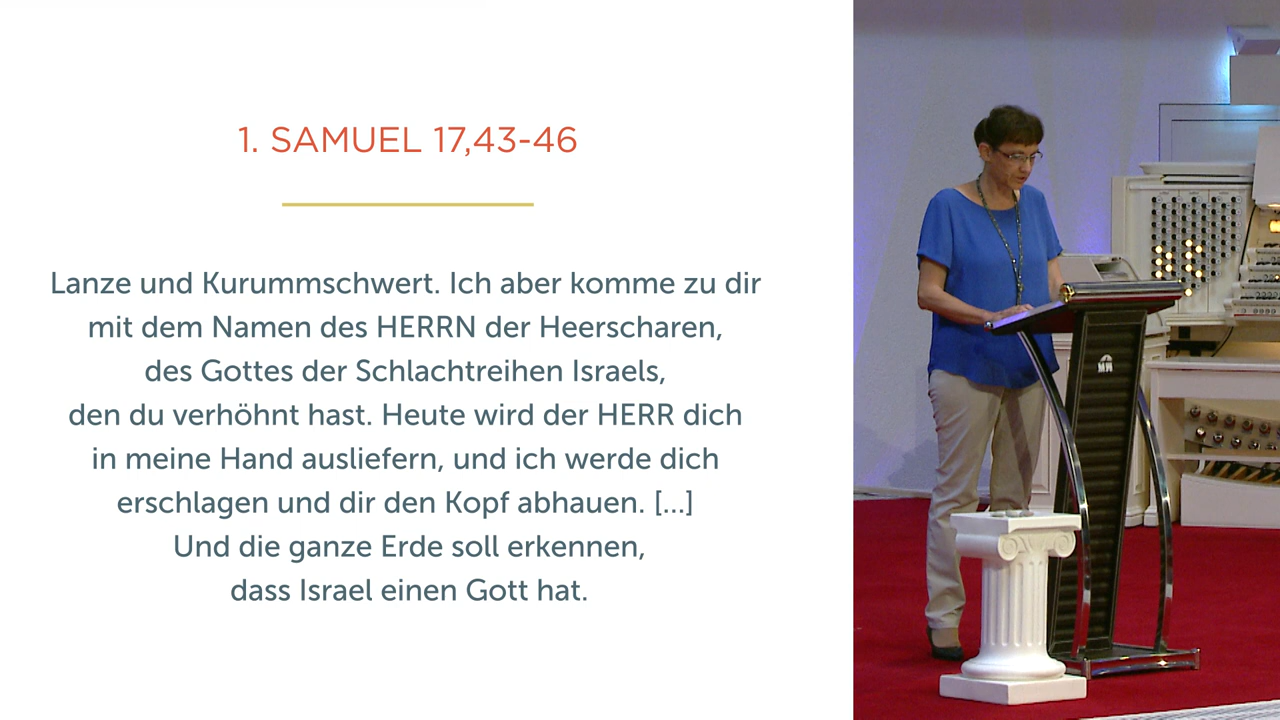 1. SAMUEL 17,43-46
Lanze und Kurummschwert. Ich aber komme zu dir
mit dem Namen des HERRN der Heerscharen,
des Gottes der Schlachtreihen Israels,
den du verhöhnt hast. Heute wird der HERR dich
in meine Hand ausliefern, und ich werde dich
erschlagen und dir den Kopf abhauen. [...]
Und die ganze Erde soll erkennen,
dass Israel einen Gott hat.